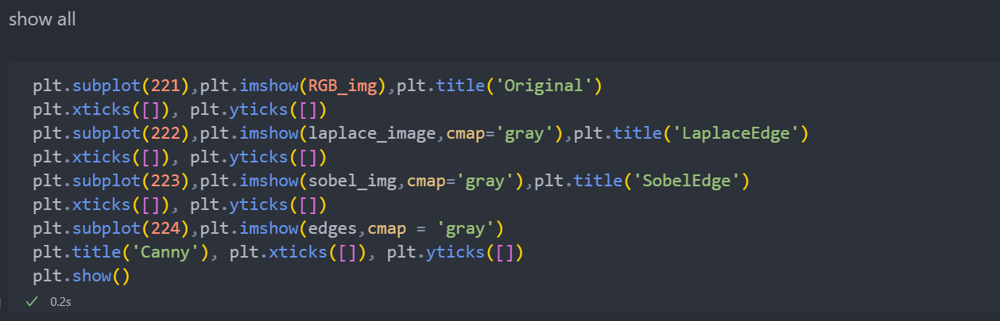 show all
plt.subplot(221),plt.imshow(RGB_img),plt.title('Original')
plt.xticks([]), plt.yticks([])
plt.subplot(222),plt.imshow(laplace_image,cmap='gray'),plt.title('LaplaceEdge')
plt.xticks([]), plt.yticks([])
plt.subplot(223),plt.imshow(sobel_img,cmap='gray'),plt.title('SobelEdge')
plt.xticks([]), plt.yticks([])
plt.subplot(224),plt.imshow(edges,cmap = 'gray')
plt.title('Canny'), plt.xticks([]), plt.yticks([])
plt.show()
0.2s